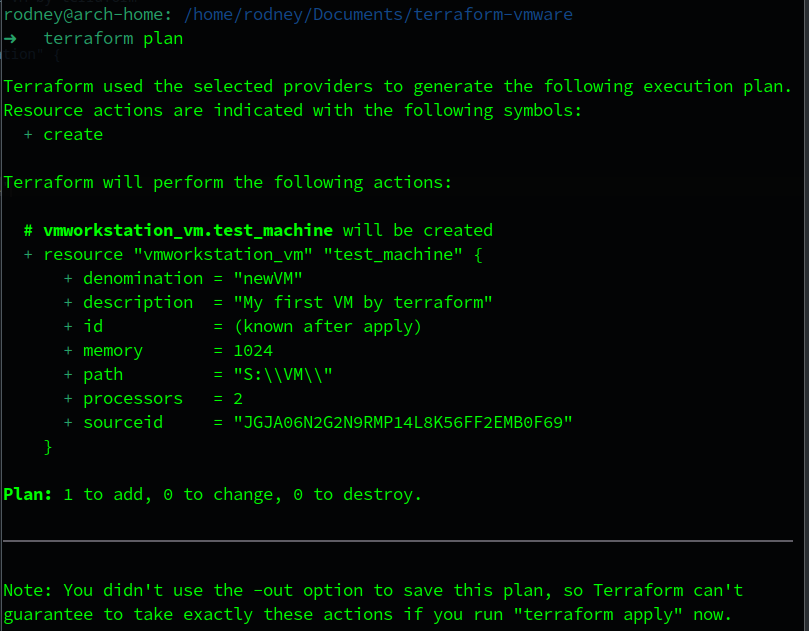 rodney@arch-home: /home/rodney/Documents/terraform-vmware
➜  terraform plan
Terraform used the selected providers to generate the following execution plan.
Resource actions are indicated with the following symbols:
  + create
Terraform will perform the following actions:
  # vmworkstation_vm.test_machine will be created
  + resource "vmworkstation_vm" "test_machine" {
      + denomination = "newVM"
      + description  = "My first VM by terraform"
      + id           = (known after apply)
      + memory       = 1024
      + path         = "S:\\VM\\"
      + processors   = 2
      + sourceid     = "JGJA06N2G2N9RMP14L8K56FF2EMB0F69"
    }
Plan: 1 to add, 0 to change, 0 to destroy.
Note: You didn't use the -out option to save this plan, so Terraform can't
guarantee to take exactly these actions if you run "terraform apply" now.